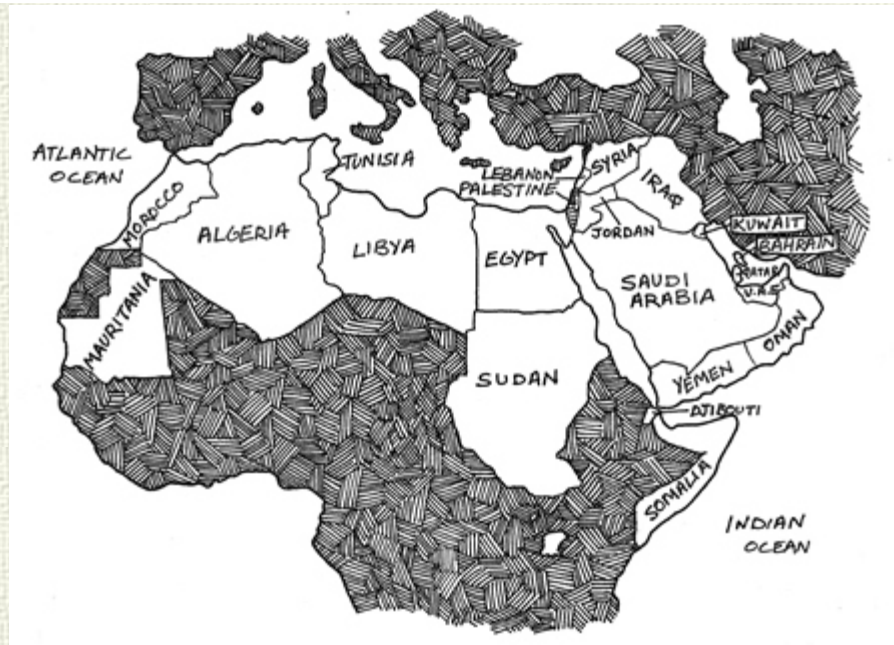 ATLANTIC
OCEAN
MOROCCO
ALGERIA
TUNISIA
LIBYA
EGYPT
MAURITANIA
SUDAN
LEBANON
PALESTINE
SYRIA
IRAQ
JORDAN
KUWAIT
BAHRAIN
QATAR
U.A.E
SAUDI
ARABIA
OMAN
YEMEN
DJIBOUTI
SOMALIA
INDIAN
OCEAN